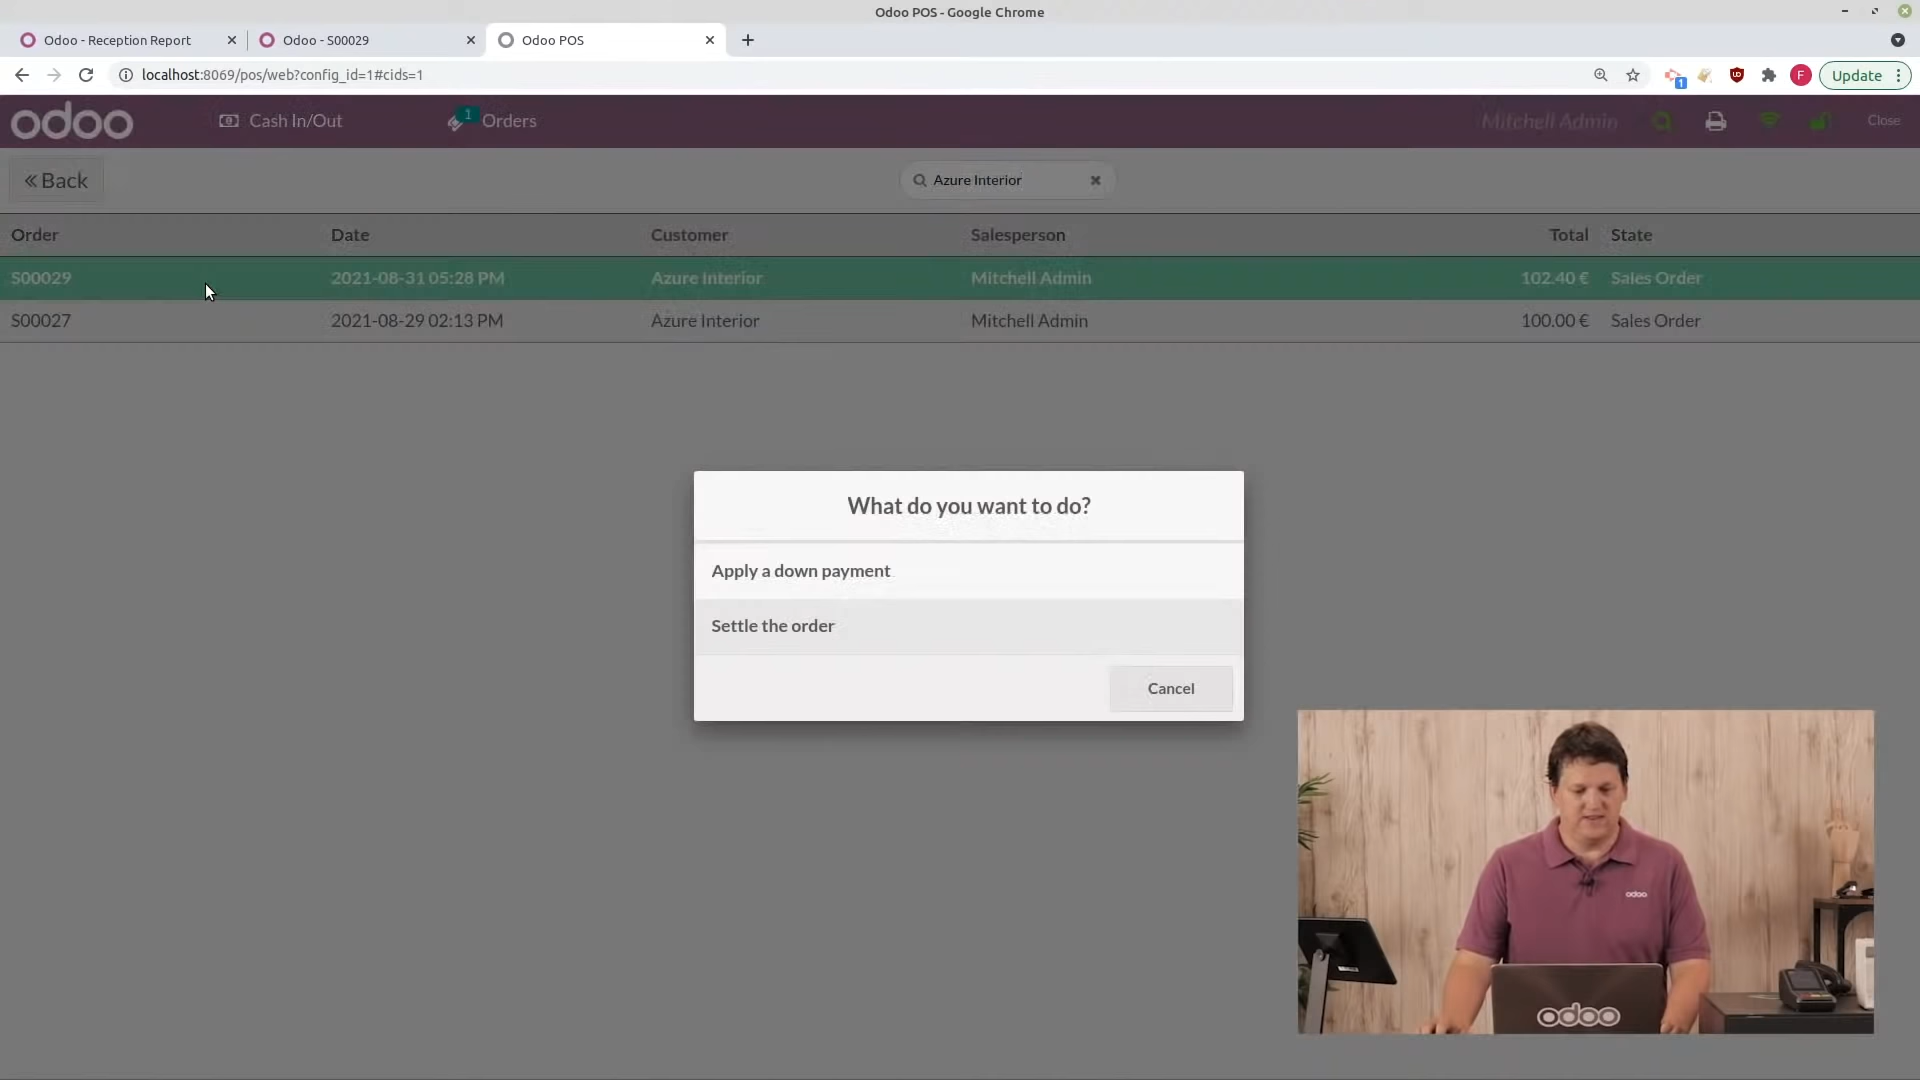 Odoo POS - Google Chrome
Odoo - Reception Report
Odoo - S00029
Odoo POS
localhost:8069/pos/web?config_id=1#cids=1
1
F
Update
odoo
Cash In/Out
1
Orders
Mitchell Admin
Close
Back
Azure Interior
Order Date Customer Salesperson Total State
S00029 2021-08-31 05:28 PM Azure Interior Mitchell Admin 102.40 € Sales Order
S00027 2021-08-29 02:13 PM Azure Interior Mitchell Admin 100.00 € Sales Order
What do you want to do?
Apply a down payment
Settle the order
Cancel
odoo
odoo